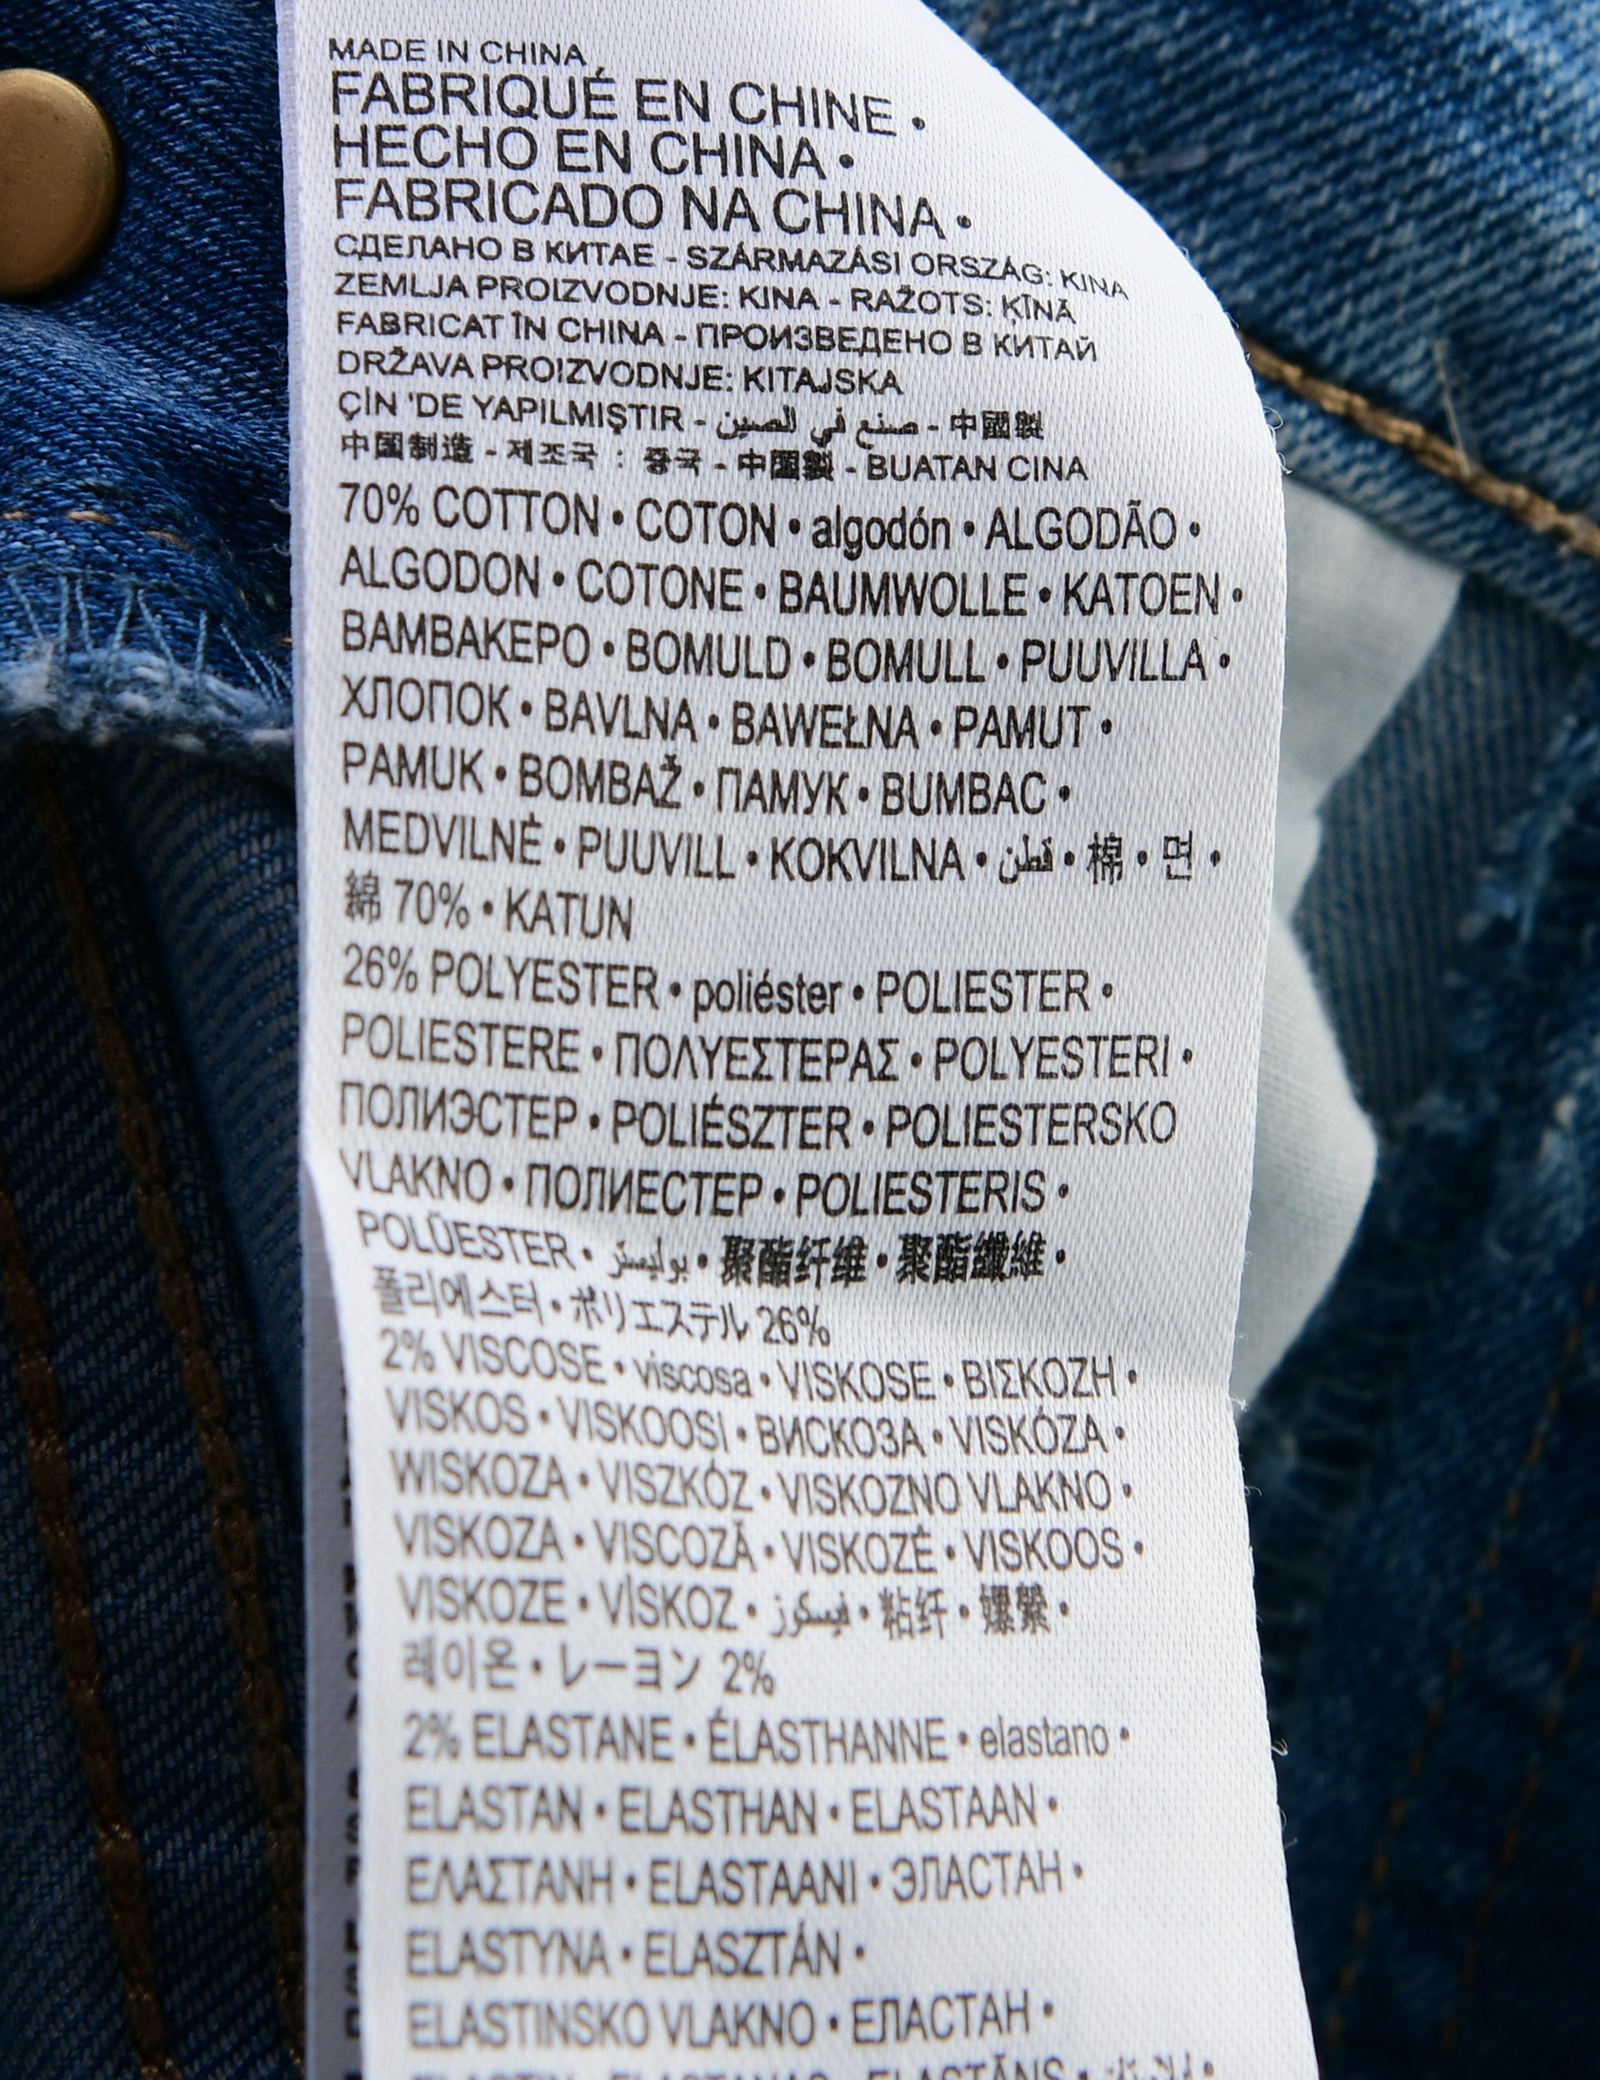 MADE IN CHINA
FABRIQUÉ EN CHINE •
HECHO EN CHINA •
FABRICADO NA CHINA •
СДЕЛАНО В КИТАЕ - SZÁRMAZÁSI ORSZÁG: KINA
ZEMLJA PROIZVODNJE: KINA - RAŽOTS: ĶĪNĀ
FABRICAT ÎN CHINA - ПРОИЗВЕДЕНО В КИТАЙ
DRŽAVA PROIZVODNJE: KITAJSKA
ÇİN 'DE YAPILMIŞTIR - صنع في الصين - 中國製
中国制造 - 제조국 : 중국 - 中国製 - BUATAN CINA
70% COTTON • COTON • algodón • ALGODÃO •
ALGODON • COTONE • BAUMWOLLE • KATOEN •
ΒΑΜΒΑΚΕΡΟ • BOMULD • BOMULL • PUUVILLA •
ХЛОПОК • BAVLNA • BAWEŁNA • PAMUT •
PAMUK • BOMBAŽ • ПАМУК • BUMBAC •
MEDVILNĖ • PUUVILL • KOKVILNA • قطن • 棉 • 면 •
綿 70% • KATUN
26% POLYESTER • poliéster • POLIESTER •
POLIESTERE • ΠΟΛΥΕΣΤΕΡΑΣ • POLYESTERI •
ПОЛИЭСТЕР • POLIÉSZTER • POLIESTERSKO
VLAKNO • ПОЛИЕСТЕР • POLIESTERIS •
POLÜESTER • بوليستر • 聚酯纤维 • 聚酯纖維 •
폴리에스터 • ポリエステル 26%
2% VISCOSE • viscosa • VISKOSE • ΒΙΣΚΟΖΗ •
VISKOS • VISKOOSI • ВИСКОЗА • VISKÓZA •
WISKOZA • VISZKÓZ • VISKOZNO VLAKNO •
VISKOZA • VISCOZĂ • VISKOZĖ • VISKOOS •
VISKOZE • VİSKOZ • فيسكوز • 粘纤 • 嫘縈 •
레이온 • レーヨン 2%
2% ELASTANE • ÉLASTHANNE • elastano •
ELASTAN • ELASTHAN • ELASTAAN •
ΕΛΑΣΤΑΝΗ • ELASTAANI • ЭЛАСТАН •
ELASTYNA • ELASZTÁN •
ELASTINSKO VLAKNO • ЕЛАСТАН •